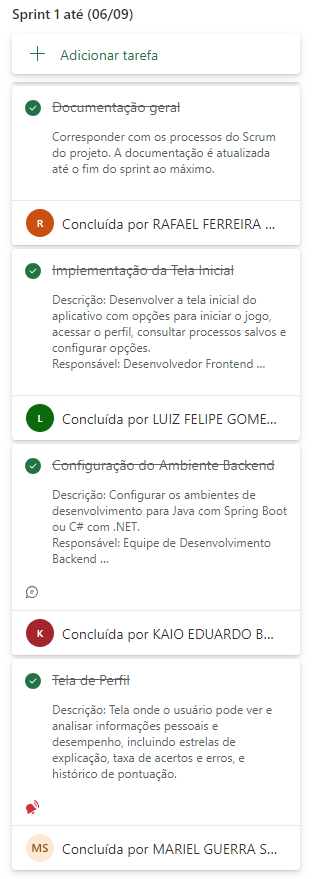 Sprint 1 até (06/09)
Adicionar tarefa
Documentação geral
Corresponder com os processos do Scrum
do projeto. A documentação é atualizada
até o fim do sprint ao máximo.
R
Concluída por RAFAEL FERREIRA ...
Implementação da Tela Inicial
Descrição: Desenvolver a tela inicial do
aplicativo com opções para iniciar o jogo,
acessar o perfil, consultar processos salvos e
configurar opções.
Responsável: Desenvolvedor Frontend ...
L
Concluída por LUIZ FELIPE GOME...
Configuração do Ambiente Backend
Descrição: Configurar os ambientes de
desenvolvimento para Java com Spring Boot
ou C# com .NET.
Responsável: Equipe de Desenvolvimento
Backend ...
K
Concluída por KAIO EDUARDO B...
Tela de Perfil
Descrição: Tela onde o usuário pode ver e
analisar informações pessoais e
desempenho, incluindo estrelas de
explicação, taxa de acertos e erros, e
histórico de pontuação.
MS
Concluída por MARIEL GUERRA S...